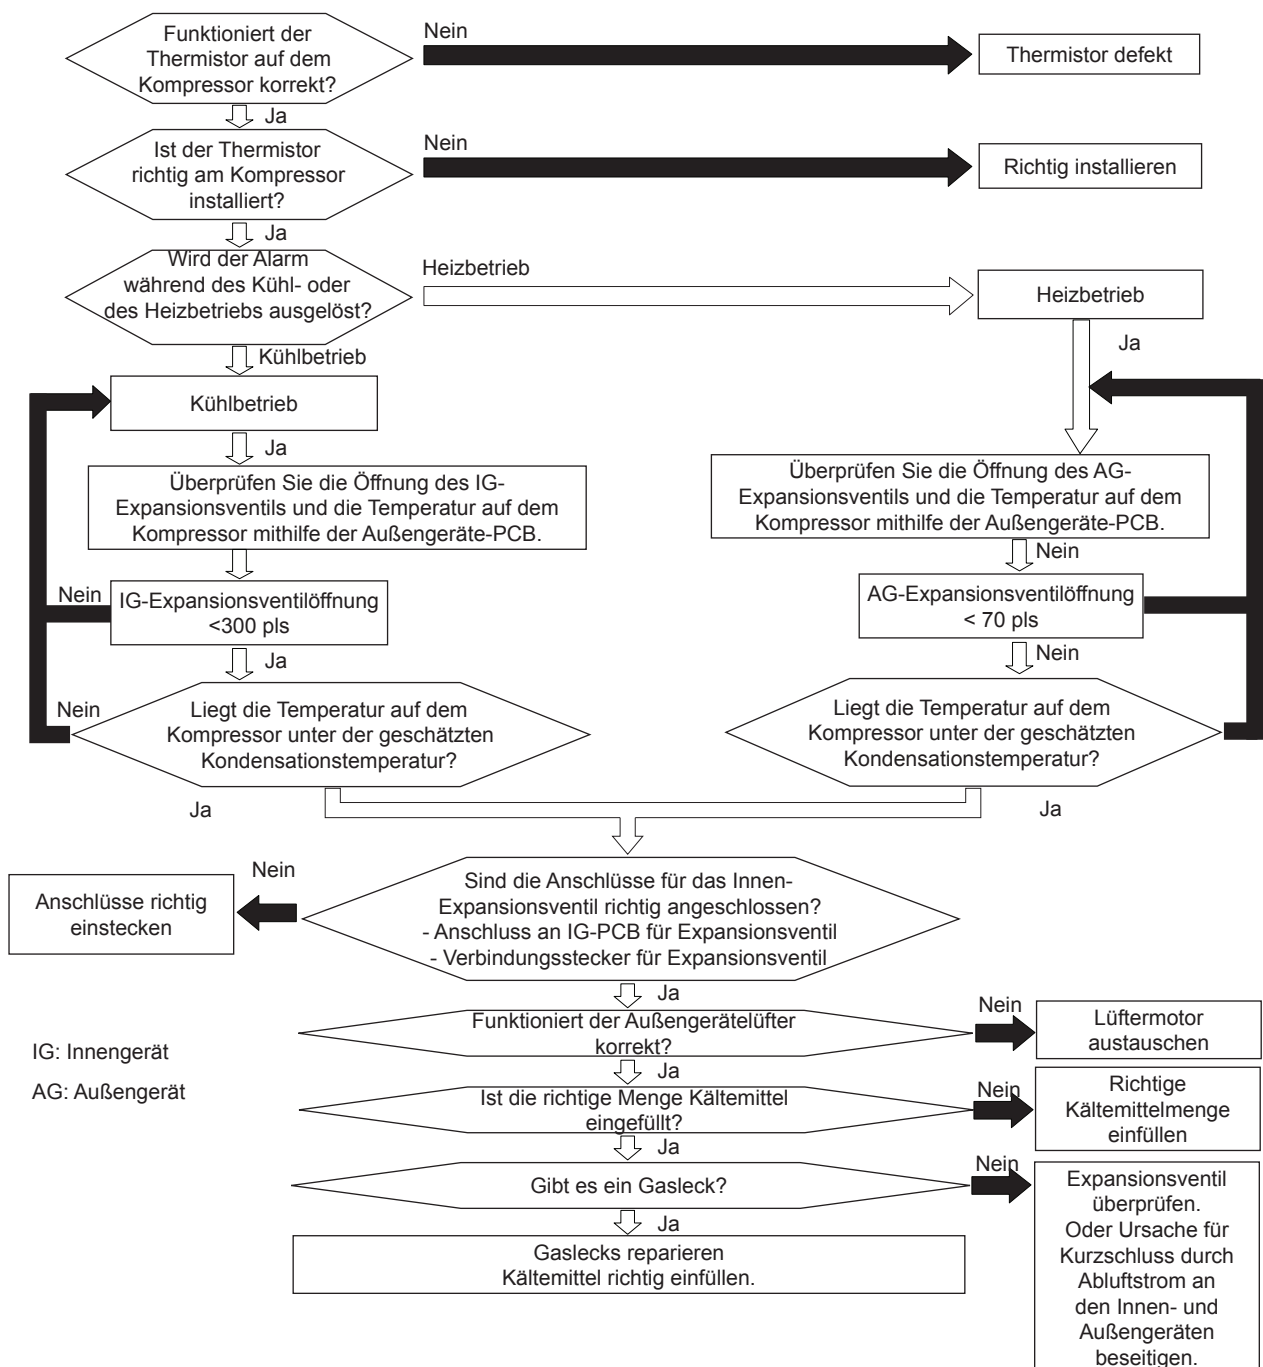 Funktioniert der
Thermistor auf dem
Kompressor korrekt?
Nein
Thermistor defekt
Ja
Ist der Thermistor
richtig am Kompressor
installiert?
Nein
Richtig installieren
Ja
Wird der Alarm
während des Kühl- oder
des Heizbetriebs ausgelöst?
Heizbetrieb
Heizbetrieb
Kühlbetrieb
Ja
Kühlbetrieb
Ja
Überprüfen Sie die Öffnung des IG-
Expansionsventils und die Temperatur auf dem
Kompressor mithilfe der Außengeräte-PCB.
Überprüfen Sie die Öffnung des AG-
Expansionsventils und die Temperatur auf dem
Kompressor mithilfe der Außengeräte-PCB.
Nein
Nein
IG-Expansionsventilöffnung
<300 pls
AG-Expansionsventilöffnung
< 70 pls
Ja
Nein
Nein
Liegt die Temperatur auf dem
Kompressor unter der geschätzten
Kondensationstemperatur?
Liegt die Temperatur auf dem
Kompressor unter der geschätzten
Kondensationstemperatur?
Ja
Ja
Nein
Anschlüsse richtig
einstecken
Sind die Anschlüsse für das Innen-
Expansionsventil richtig angeschlossen?
- Anschluss an IG-PCB für Expansionsventil
- Verbindungsstecker für Expansionsventil
Ja
Funktioniert der Außengerätelüfter
korrekt?
Nein
Lüftermotor
austauschen
IG: Innengerät
AG: Außengerät
Ja
Ist die richtige Menge Kältemittel
eingefüllt?
Nein
Richtige
Kältemittelmenge
einfüllen
Ja
Gibt es ein Gasleck?
Nein
Expansionsventil
überprüfen.
Oder Ursache für
Kurzschluss durch
Abluftstrom an
den Innen- und
Außengeräten
beseitigen.
Ja
Gaslecks reparieren
Kältemittel richtig einfüllen.